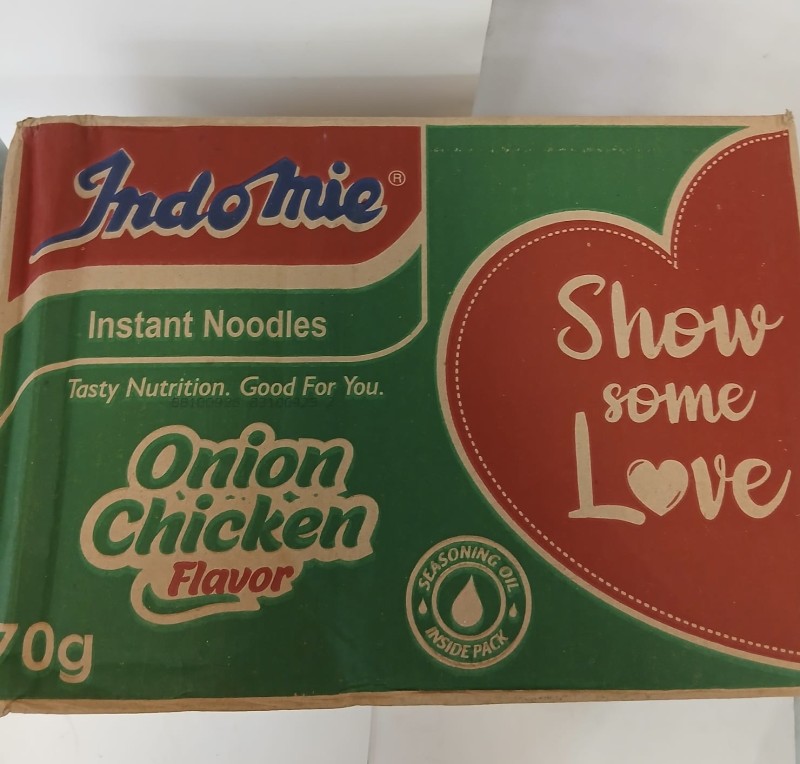 Indomie®
Instant Noodles
Tasty Nutrition. Good For You.
Onion
Chicken
Flavor
70g
SEASONING OIL
INSIDE PACK
Show
some
Love